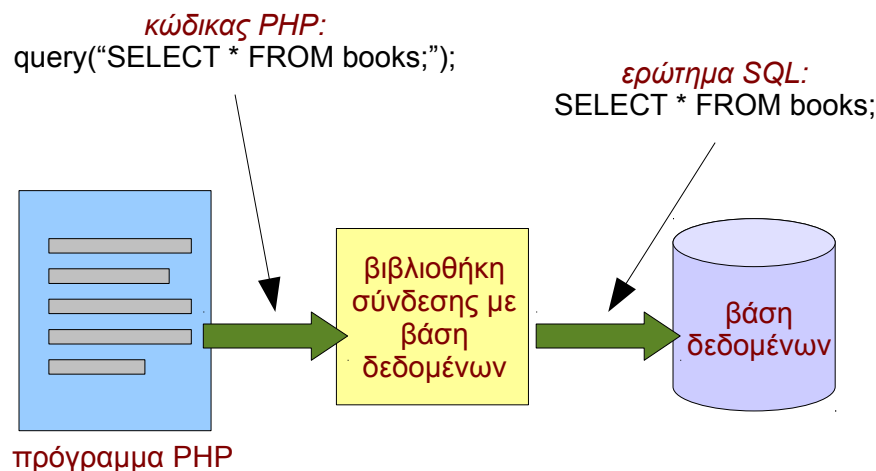 κώδικας PHP:
query(“SELECT * FROM books;”);
ερώτημα SQL:
SELECT * FROM books;
βιβλιοθήκη
σύνδεσης με
βάση
δεδομένων
βάση
δεδομένων
πρόγραμμα PHP